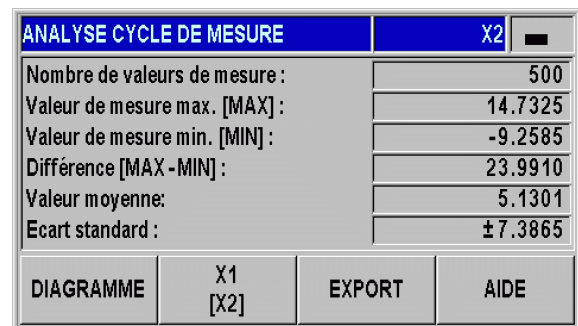 ANALYSE CYCLE DE MESURE X2
Nombre de valeurs de mesure : 500
Valeur de mesure max. [MAX] : 14.7325
Valeur de mesure min. [MIN] : -9.2585
Différence [MAX - MIN] : 23.9910
Valeur moyenne: 5.1301
Ecart standard : ±7.3865
DIAGRAMME X1 EXPORT AIDE
[X2]